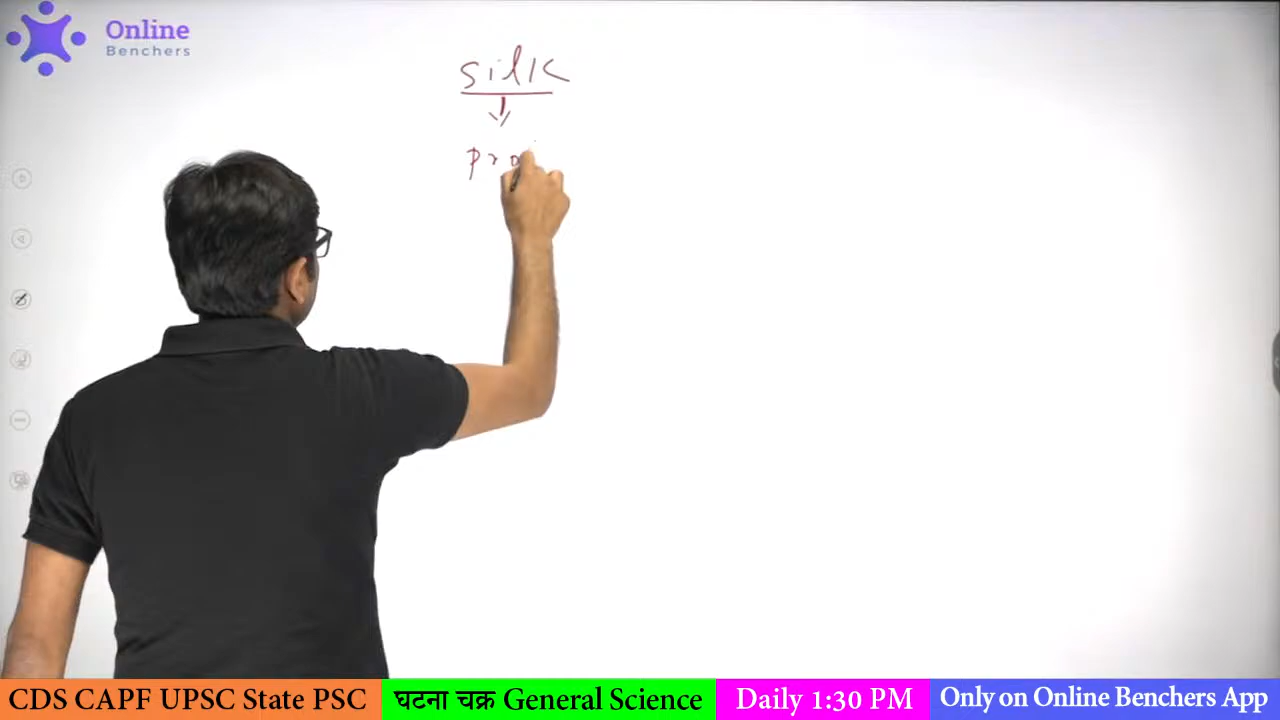 Online
Benchers
silk
CDS CAPF UPSC State PSC
घटना चक्र General Science
Daily 1:30 PM
Only on Online Benchers App